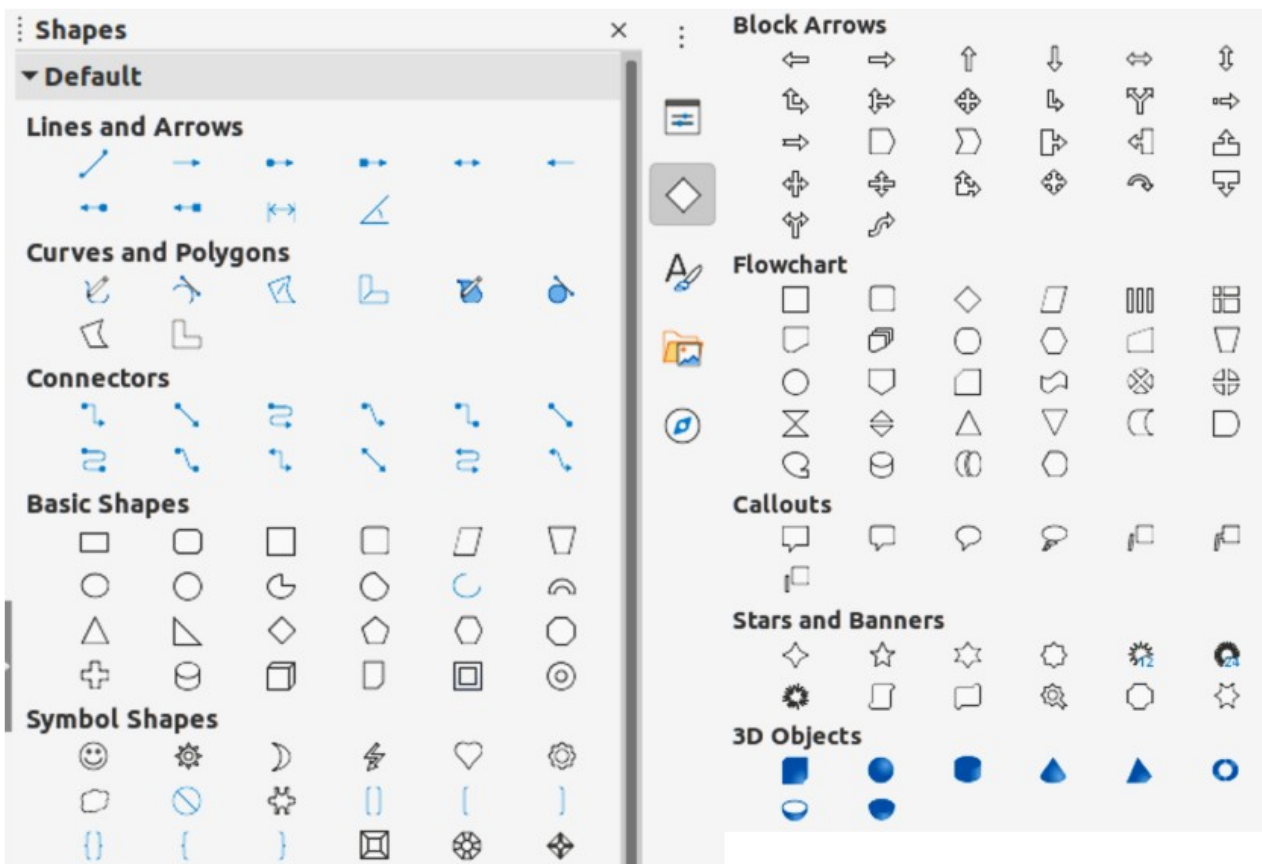 Shapes
Default
Lines and Arrows
Curves and Polygons
Connectors
Basic Shapes
Symbol Shapes
Block Arrows
Flowchart
Callouts
Stars and Banners
12
24
3D Objects